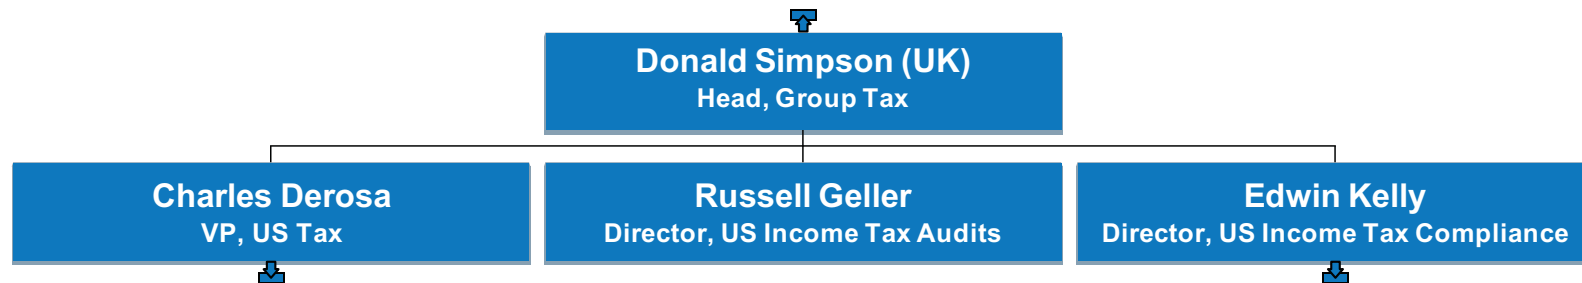 Donald Simpson (UK)
Head, Group Tax
Charles Derosa
VP, US Tax
Russell Geller
Director, US Income Tax Audits
Edwin Kelly
Director, US Income Tax Compliance